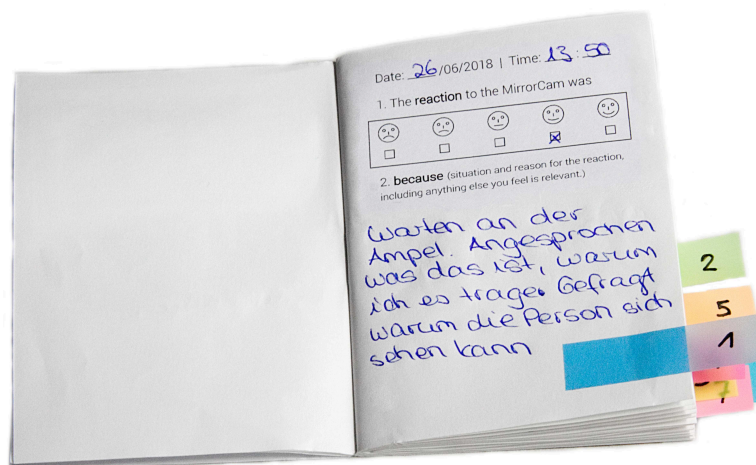 Date: 26/06/2018 | Time: 13:50
1. The reaction to the MirrorCam was
2. because (situation and reason for the reaction,
including anything else you feel is relevant.)
Warten an der
Ampel. Angesprochen
was das ist, warum
ich es trage. Gefragt
warum die Person sich
sehen kann
2
5
1